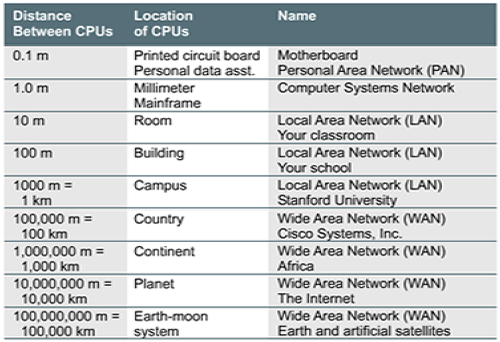 Distance Between CPUs Location of CPUs Name
0.1 m Printed circuit board Motherboard
Personal data asst. Personal Area Network (PAN)
1.0 m Millimeter Computer Systems Network
Mainframe
10 m Room Local Area Network (LAN)
Your classroom
100 m Building Local Area Network (LAN)
Your school
1000 m = Campus Local Area Network (LAN)
1 km Stanford University
100,000 m = Country Wide Area Network (WAN)
100 km Cisco Systems, Inc.
1,000,000 m = Continent Wide Area Network (WAN)
1,000 km Africa
10,000,000 m = Planet Wide Area Network (WAN)
10,000 km The Internet
100,000,000 m = Earth-moon Wide Area Network (WAN)
100,000 km system Earth and artificial satellites